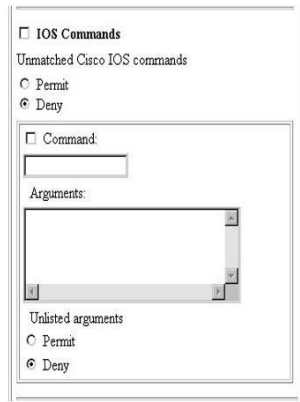 IOS Commands
Unmatched Cisco IOS commands
Permit
Deny
Command:
Arguments:
Unlisted arguments
Permit
Deny